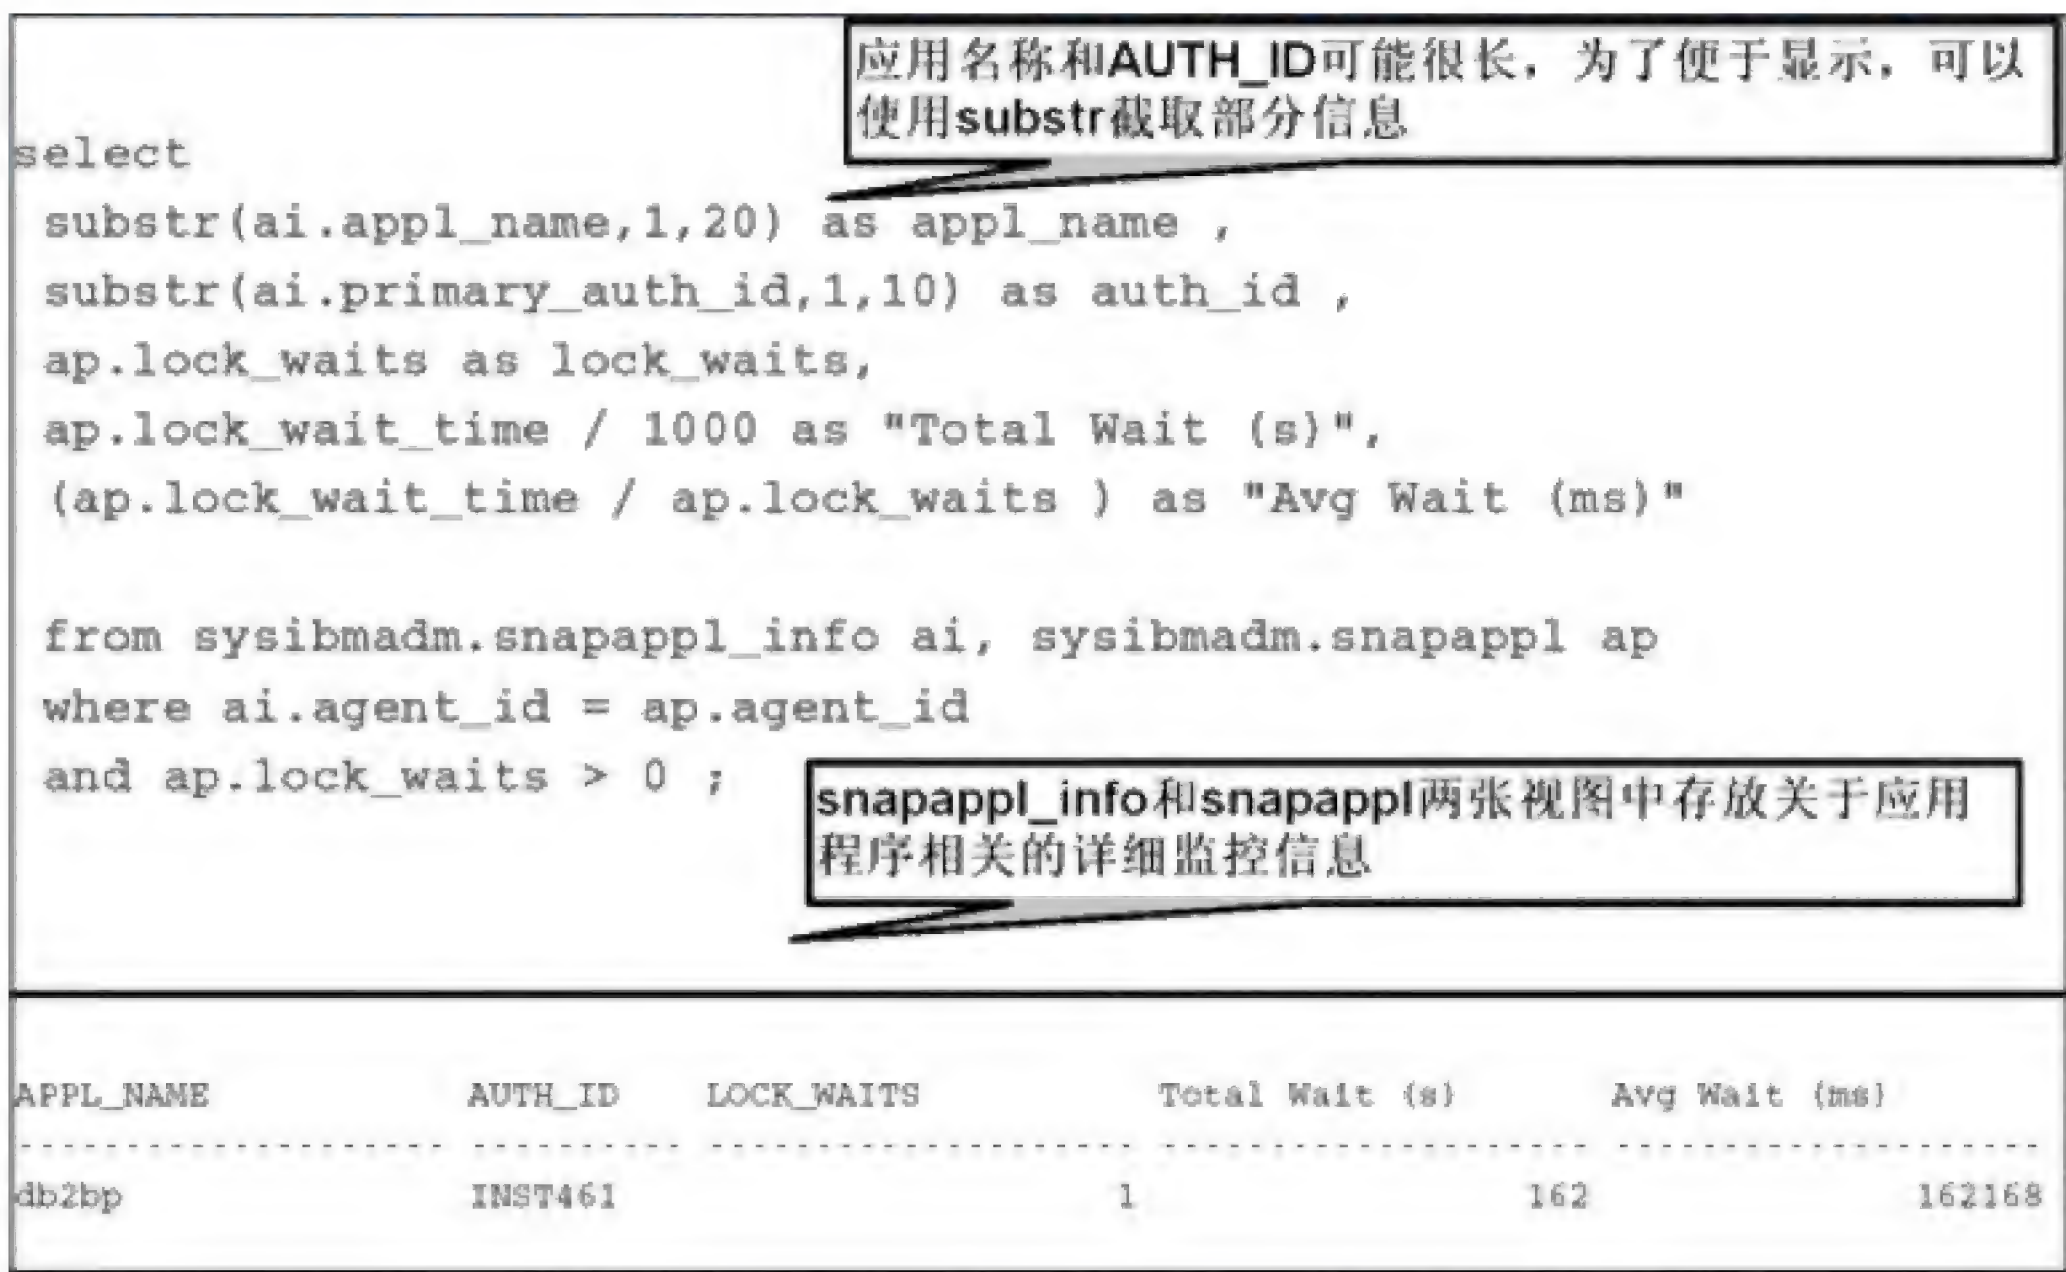 应用名称和AUTH_ID可能很长，为了便于显示，可以
使用substr截取部分信息
select
substr(ai.appl_name,1,20) as appl_name ,
substr(ai.primary_auth_id,1,10) as auth_id ,
ap.lock_waits as lock_waits,
ap.lock_wait_time / 1000 as "Total Wait (s)",
(ap.lock_wait_time / ap.lock_waits ) as "Avg Wait (ms)"
from sysibmadm.snapappl_info ai, sysibmadm.snapappl ap
where ai.agent_id = ap.agent_id
and ap.lock_waits > 0 ;
snapappl_info和snapappl两张视图中存放关于应用
程序相关的详细监控信息
APPL_NAME AUTH_ID LOCK_WAITS Total Wait (s) Avg Wait (ms)
-------------------- ---------- -------------------- -------------------- --------------------
db2bp INST461 1 162 162168